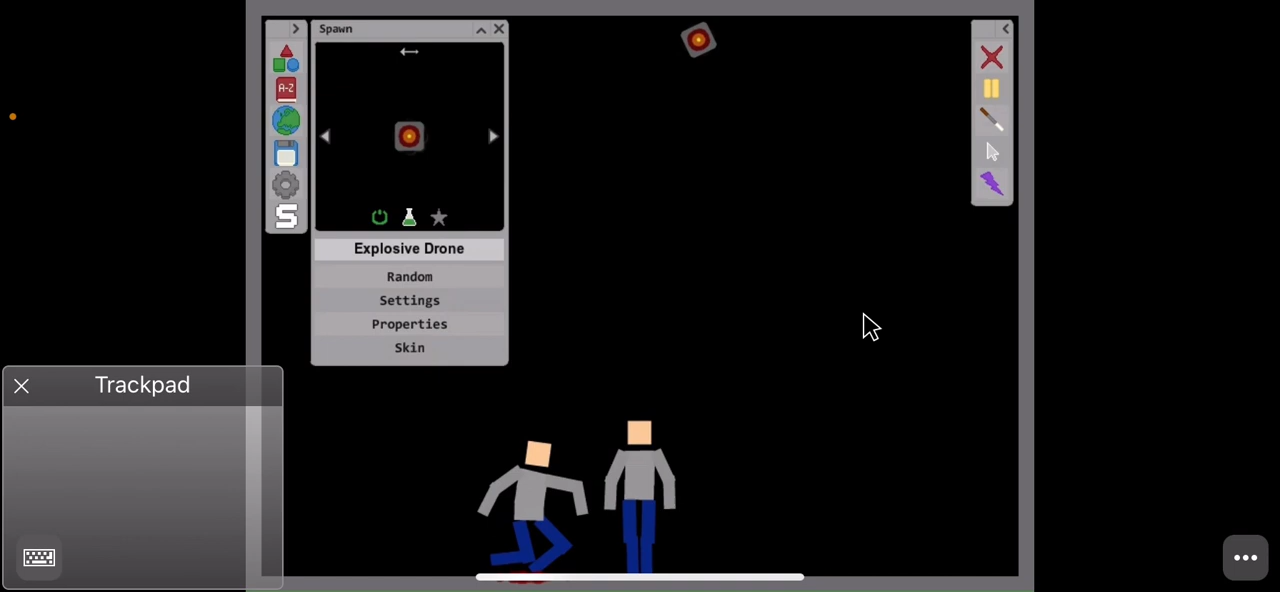 Spawn
A-Z
S
Explosive Drone
Random
Settings
Properties
Skin
Trackpad